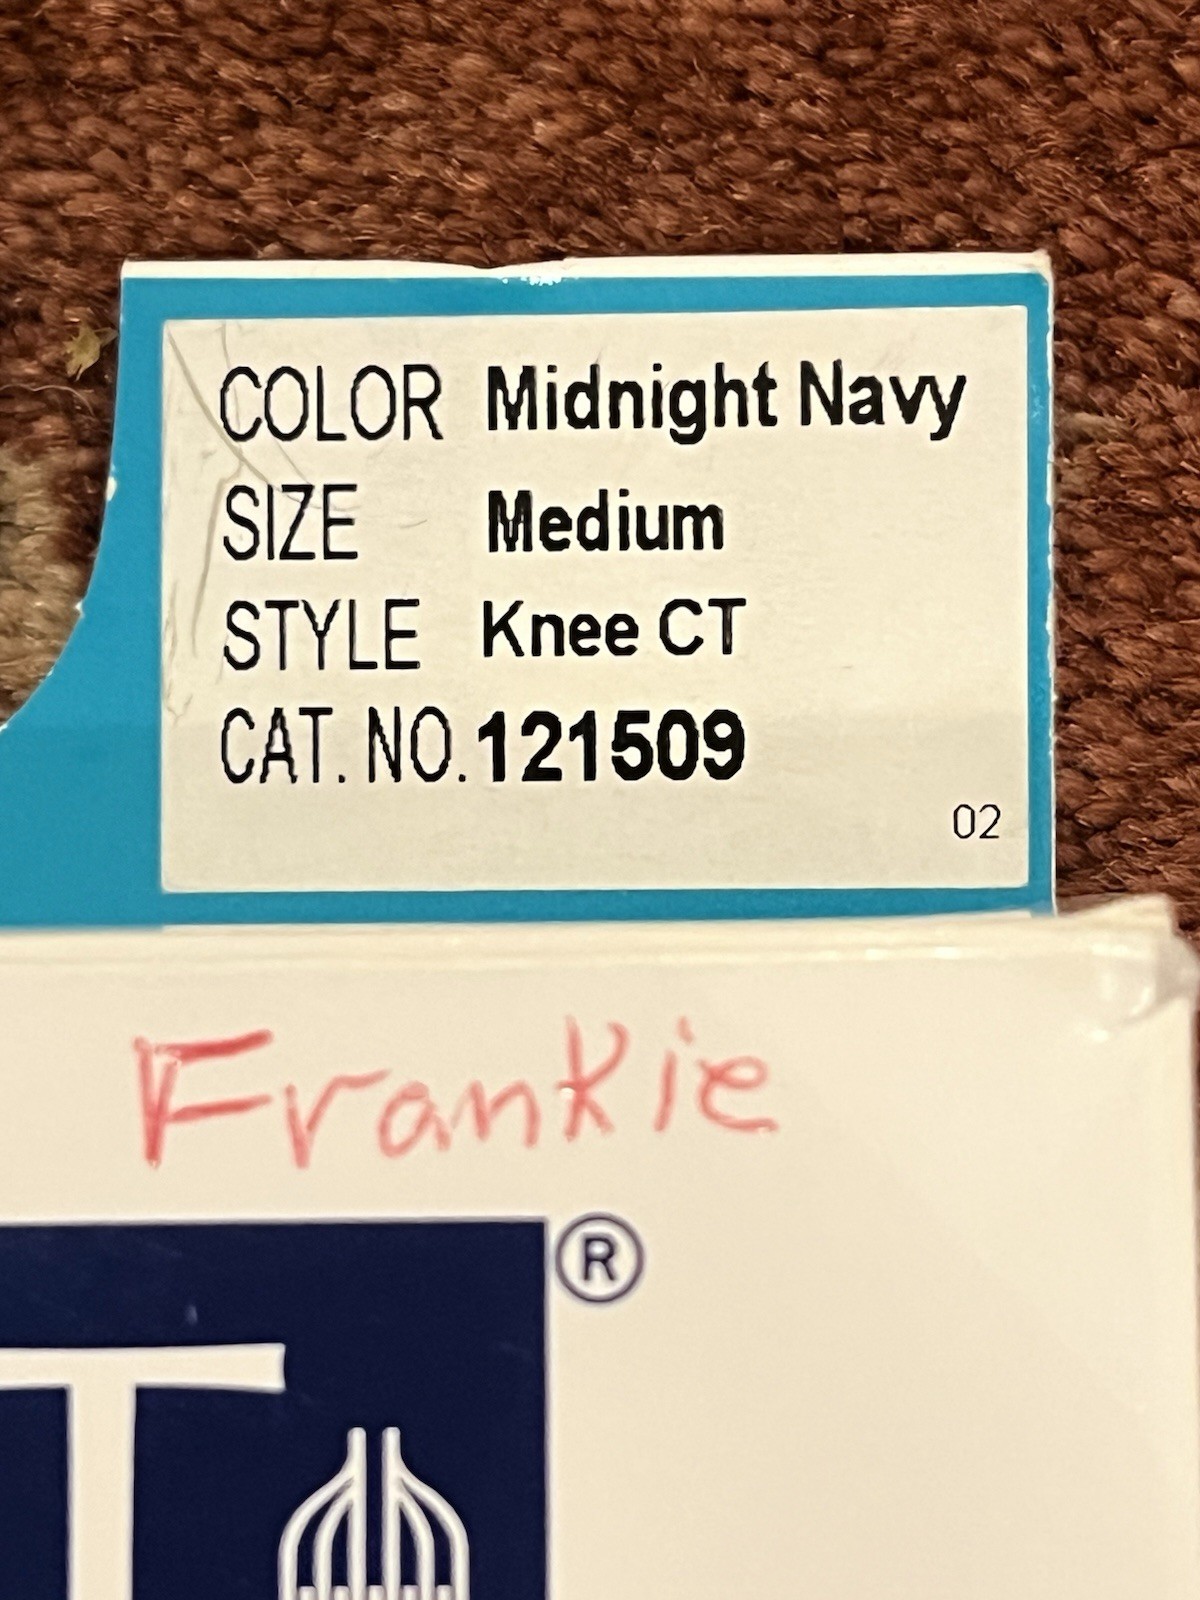 COLOR Midnight Navy
SIZE Medium
STYLE Knee CT
CAT. NO. 121509
02
Frankie
®
T